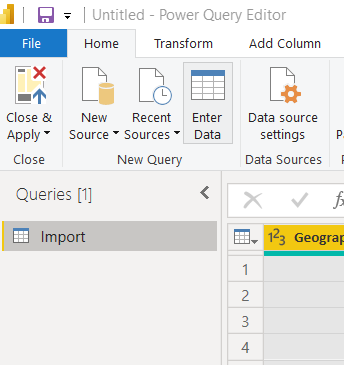 Untitled - Power Query Editor
File Home Transform Add Column
Close & Apply New Source Recent Sources Enter Data Data source settings
Close New Query Data Sources
Queries [1]
Import
1²3
1
2
3
4